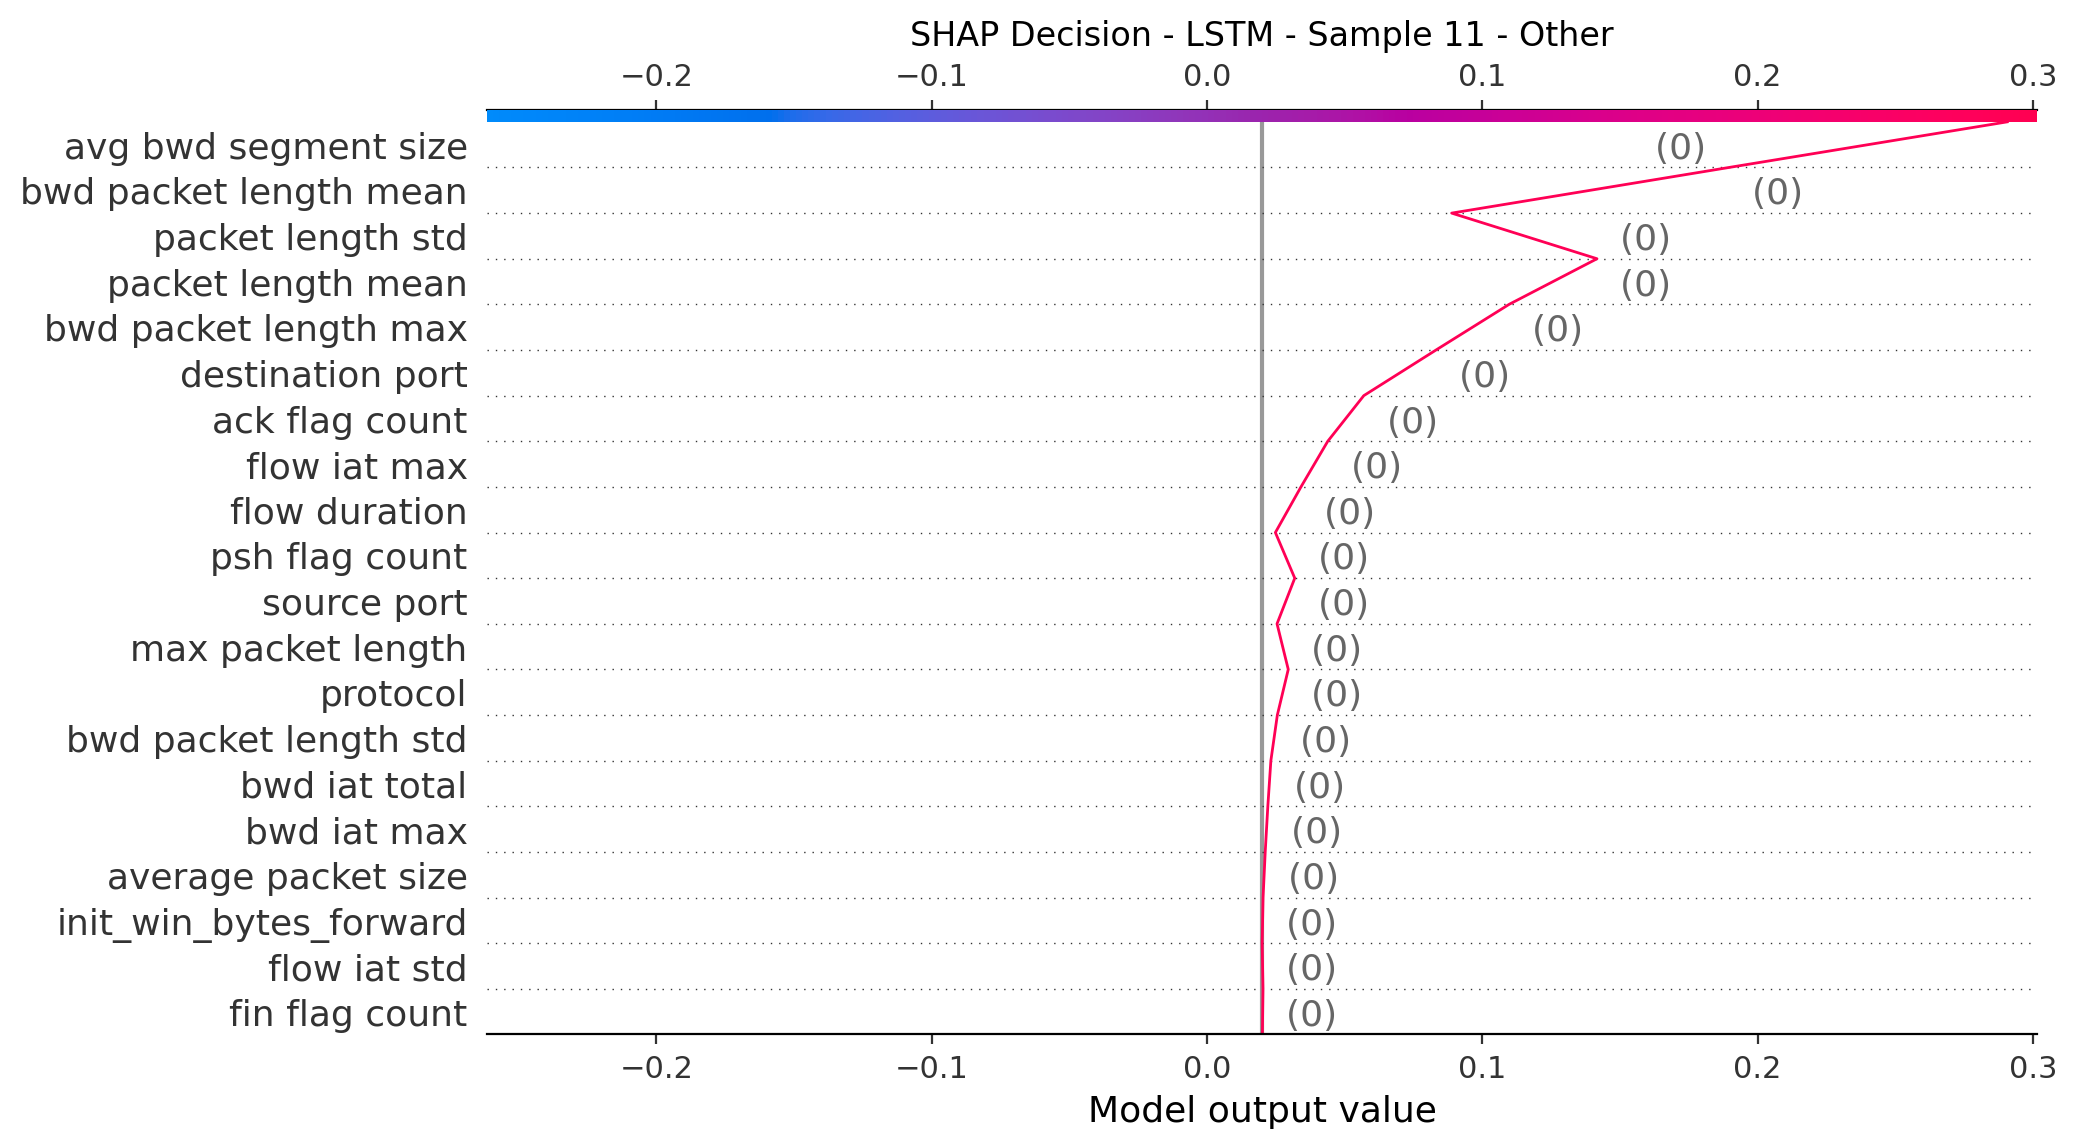 SHAP Decision - LSTM - Sample 11 - Other
−0.2 −0.1 0.0 0.1 0.2 0.3
avg bwd segment size (0)
bwd packet length mean (0)
packet length std (0)
packet length mean (0)
bwd packet length max (0)
destination port (0)
ack flag count (0)
flow iat max (0)
flow duration (0)
psh flag count (0)
source port (0)
max packet length (0)
protocol (0)
bwd packet length std (0)
bwd iat total (0)
bwd iat max (0)
average packet size (0)
init_win_bytes_forward (0)
flow iat std (0)
fin flag count (0)
−0.2 −0.1 0.0 0.1 0.2 0.3
Model output value